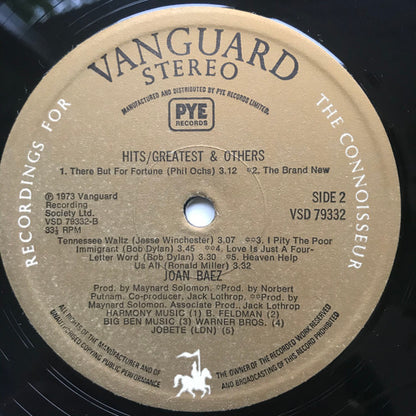 RECORDINGS FOR
VANGUARD
THE CONNOISSEUR
STEREO
MANUFACTURED AND DISTRIBUTED BY PYE RECORDS LIMITED.
PYE
RECORDS
HITS/GREATEST & OTHERS
1. There But For Fortune (Phil Ochs) 3.12 °2. The Brand New
℗ 1973 Vanguard
Recording
Society Ltd.
VSD 79332-B
33⅓ RPM
SIDE 2
VSD 79332
Tennessee Waltz (Jesse Winchester) 3.07 °°3. I Pity The Poor
Immigrant (Bob Dylan) 3.45 °°4. Love Is Just A Four-
Letter Word (Bob Dylan) 5.30 °5. Heaven Help
Us All (Ronald Miller) 3.32
JOAN BAEZ
Prod. by Maynard Solomon. °Prod. by Norbert
Putnam. Co-producer, Jack Lothrop. °°Prod. by
Maynard Solomon. Associate Prod., Jack Lothrop
HARMONY MUSIC (1) B. FELDMAN (2)
BIG BEN MUSIC (3) WARNER BROS. (4)
JOBETE (LDN) (5)
ALL RIGHTS OF THE MANUFACTURER AND OF THE OWNER OF THE RECORDED WORK RESERVED
UNAUTHORISED COPYING PUBLIC PERFORMANCE AND BROADCASTING OF THIS RECORD PROHIBITED